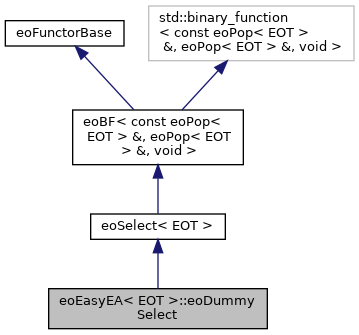 eoFunctorBase
std::binary_function
< const eoPop< EOT >
&, eoPop< EOT > &, void >
eoBF< const eoPop<
EOT > &, eoPop< EOT
> &, void >
eoSelect< EOT >
eoEasyEA< EOT >::eoDummy
Select